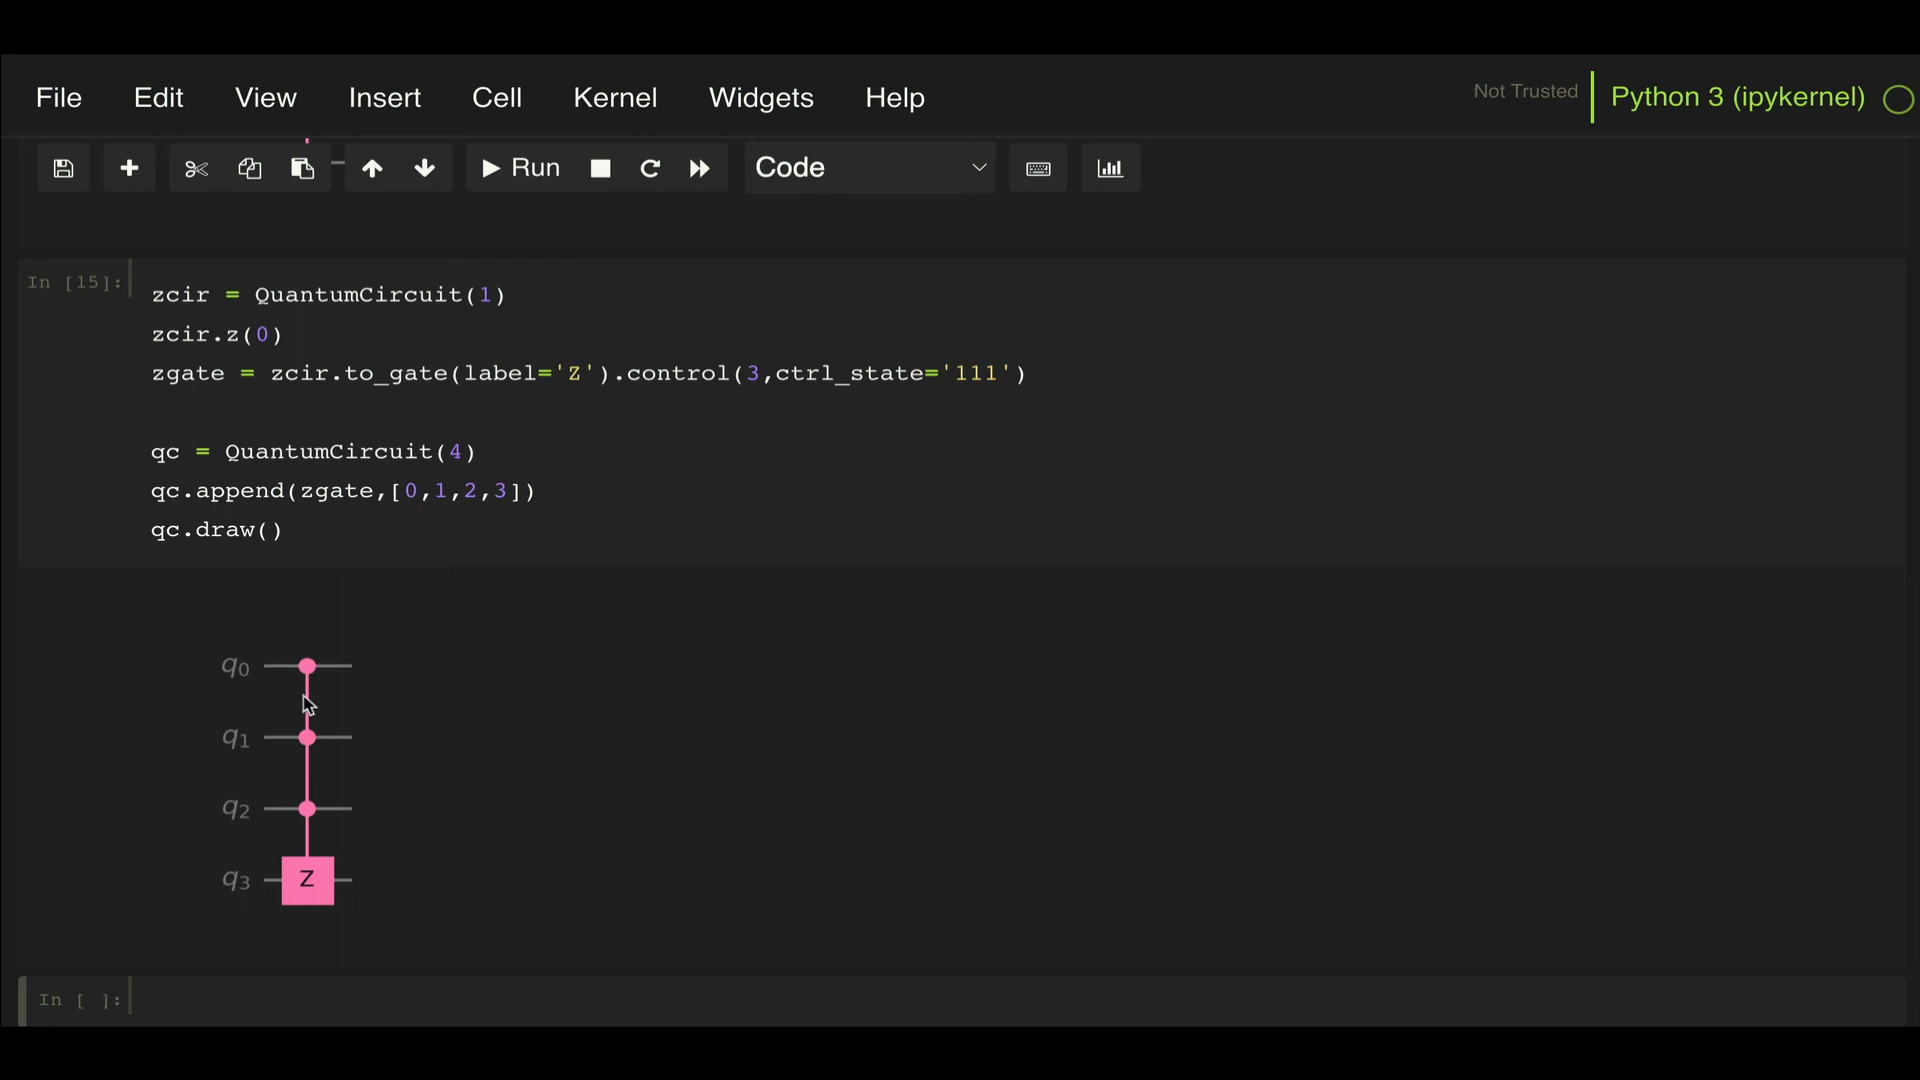 File Edit View Insert Cell Kernel Widgets Help Not Trusted Python 3 (ipykernel)
Run Code
In [15]:
zcir = QuantumCircuit(1)
zcir.z(0)
zgate = zcir.to_gate(label='Z').control(3,ctrl_state='111')
qc = QuantumCircuit(4)
qc.append(zgate,[0,1,2,3])
qc.draw()
q0
q1
q2
q3 Z
In [ ]: